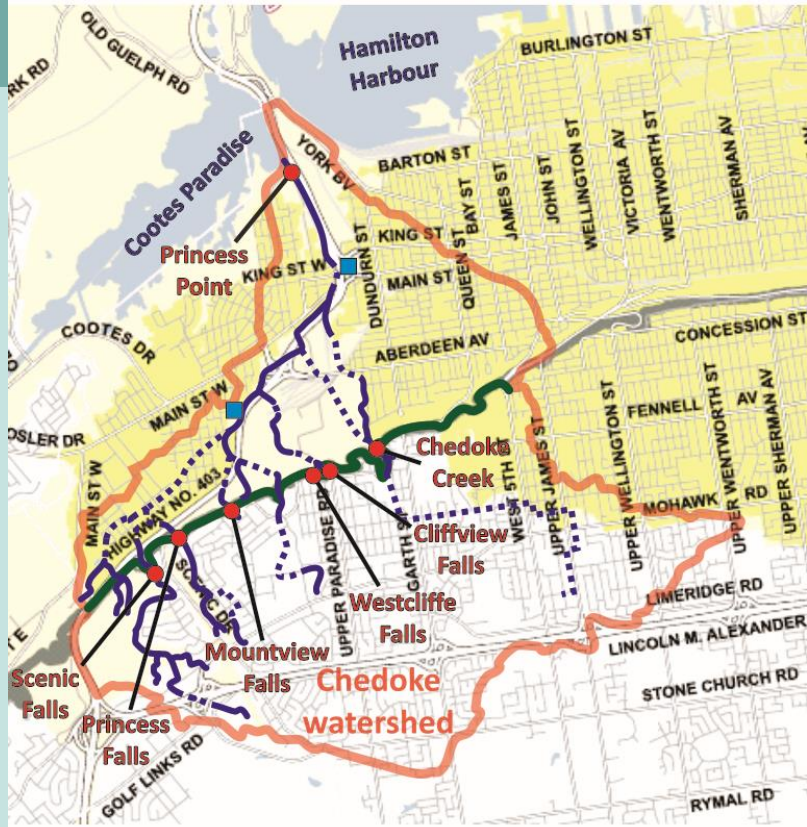 OLD GUELPH RD
RK RD
Hamilton
Harbour
BURLINGTON ST
Cootes Paradise
YORK BV
BARTON ST
BAY ST
JAMES ST
JOHN ST
WELLINGTON ST
VICTORIA AV
WENTWORTH ST
SHERMAN AV
Princess
Point
KING ST W
DUNDURN ST
KING ST
MAIN ST
QUEEN ST
COOTES DR
ABERDEEN AV
CONCESSION ST
MAIN ST W
OSLER DR
FENNELL AV
Chedoke
Creek
MAIN ST W
HIGHWAY NO. 403
WEST 5TH ST
UPPER JAMES ST
UPPER WELLINGTON ST
UPPER WENTWORTH ST
UPPER SHERMAN AV
MOHAWK RD
Cliffview
Falls
UPPER PARADISE RD
GARTH ST
SCENIC DR
Westcliffe
Falls
LIMERIDGE RD
LINCOLN M. ALEXANDER
Mountview
Falls
Scenic
Falls
Princess
Falls
Chedoke
watershed
STONE CHURCH RD
GOLF LINKS RD
RYMAL RD